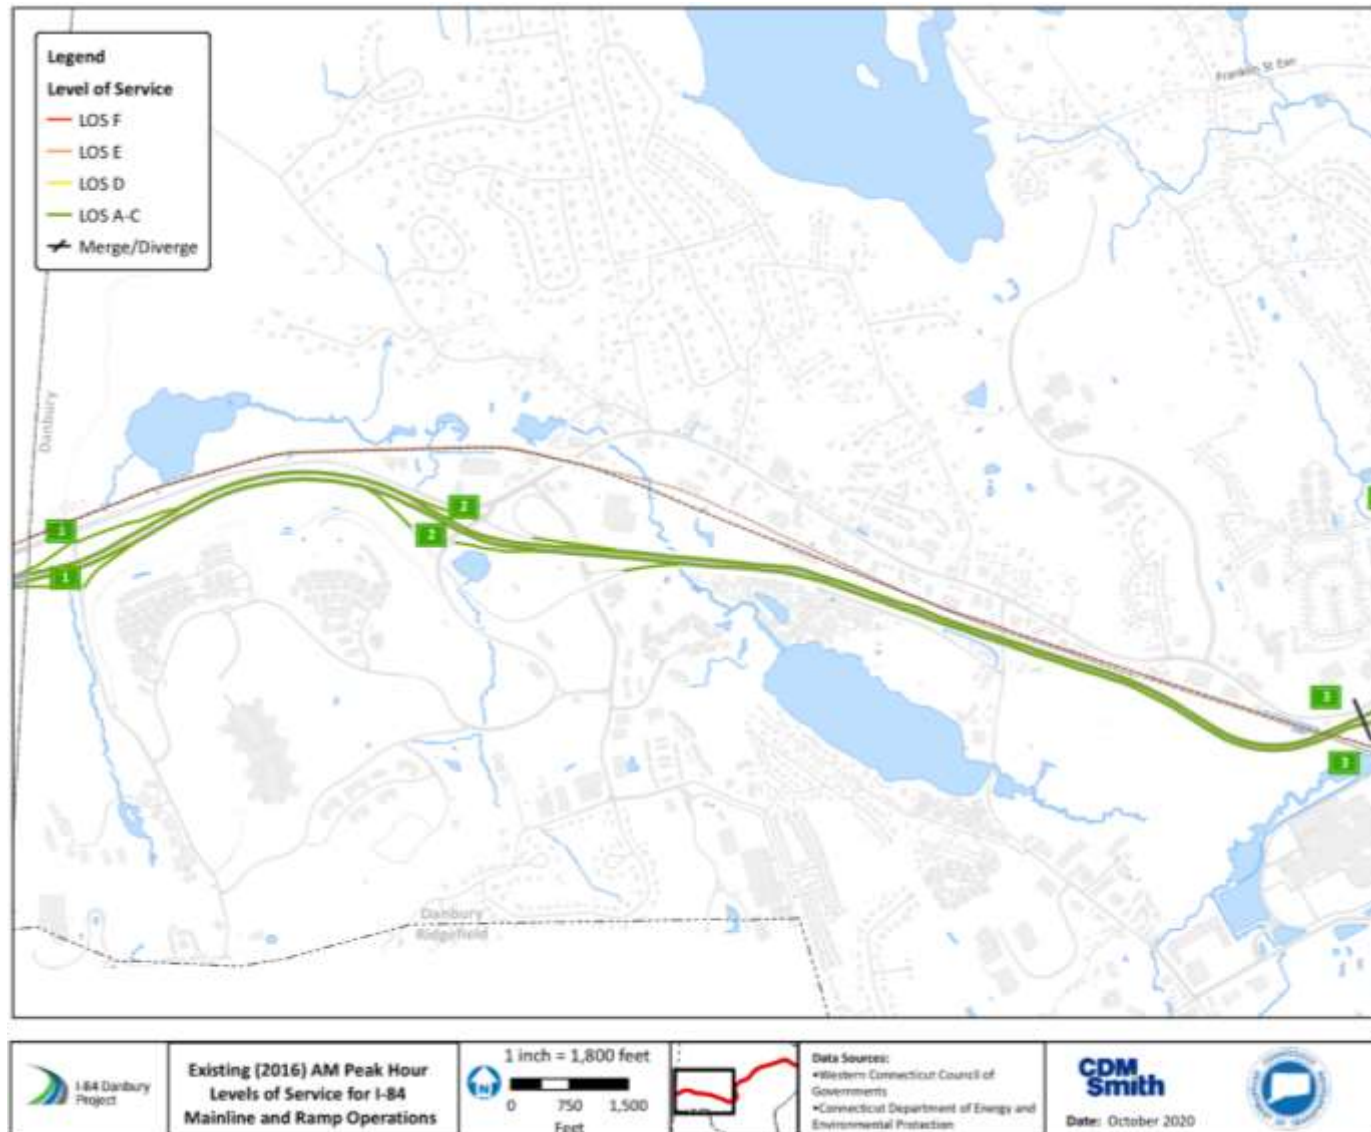 Legend
Level of Service
LOS F
LOS E
LOS D
LOS A-C
Merge/Diverge
Danbury
1
1
2
2
3
3
Danbury
Ridgefield
I-84 Danbury
Project
Existing (2016) AM Peak Hour
Levels of Service for I-84
Mainline and Ramp Operations
N
1 inch = 1,800 feet
0 750 1,500
Feet
Data Sources:
•Western Connecticut Council of
Governments
•Connecticut Department of Energy and
Environmental Protection
CDM
Smith
Date: October 2020